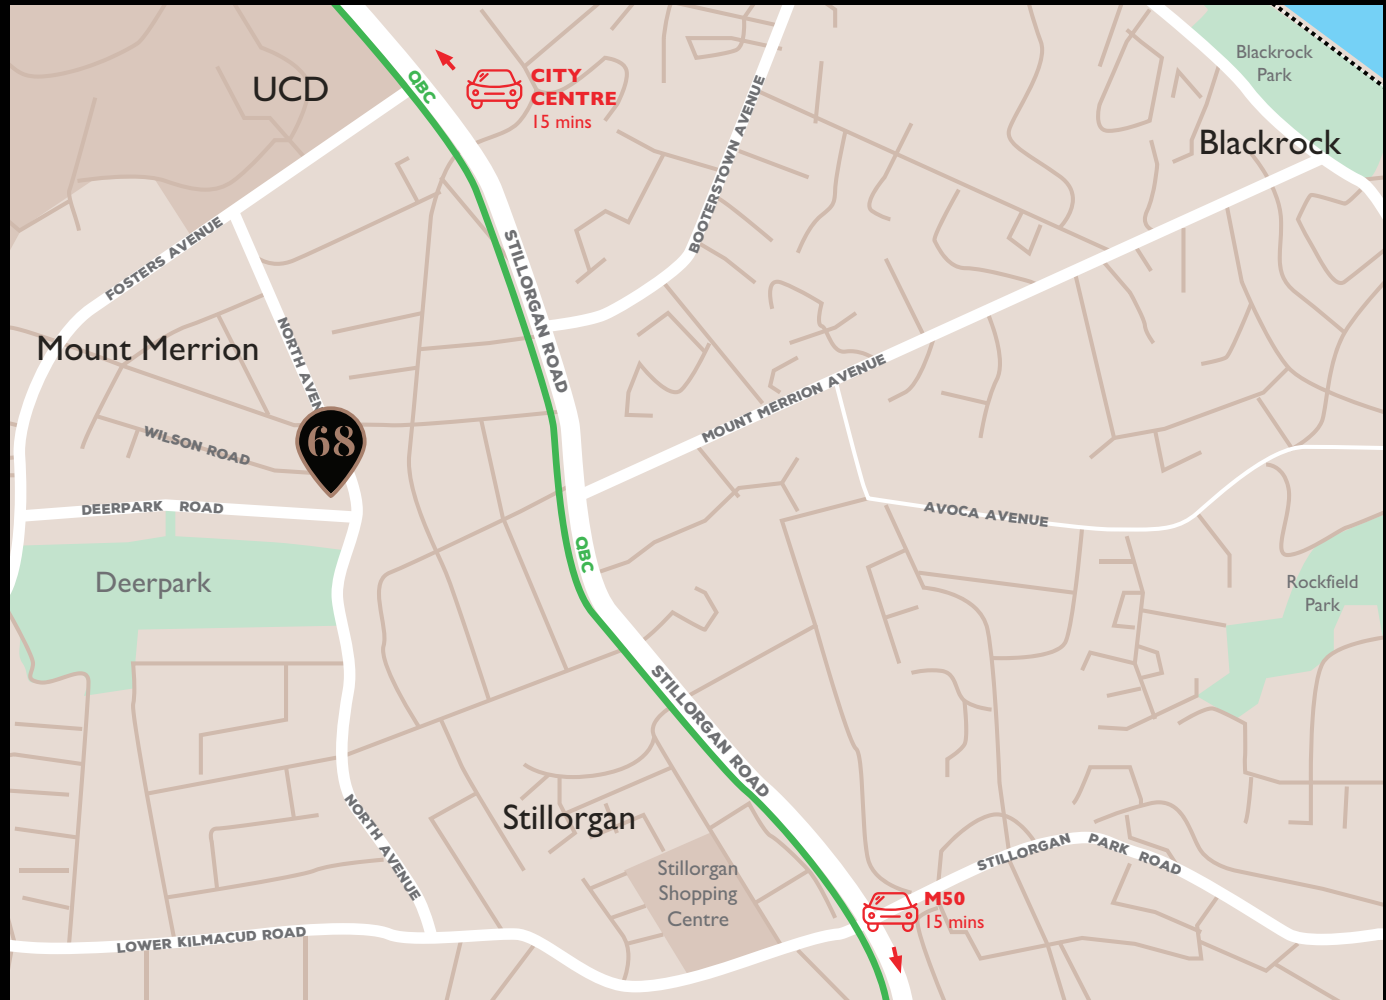 UCD
QBC
CITY
CENTRE
15 mins
Blackrock
Park
Blackrock
BOOTERSTOWN AVENUE
FOSTERS AVENUE
STILLORGAN ROAD
Mount Merrion
NORTH AVEN
MOUNT MERRION AVENUE
WILSON ROAD
68
DEERPARK ROAD
AVOCA AVENUE
QBC
Deerpark
Rockfield
Park
STILLORGAN ROAD
Stillorgan
NORTH AVENUE
STILLORGAN PARK ROAD
Stillorgan
Shopping
Centre
M50
15 mins
LOWER KILMACUD ROAD